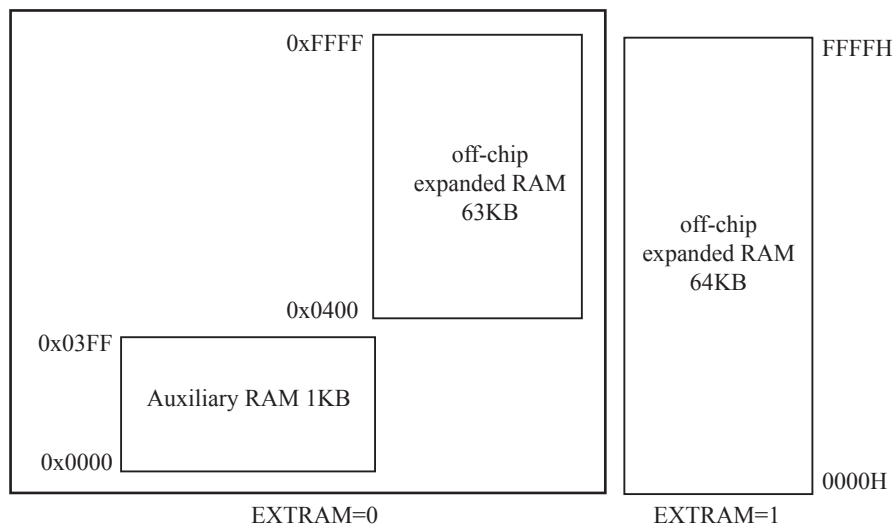 0xFFFF
off-chip
expanded RAM
63KB
0x0400
0x03FF
Auxiliary RAM 1KB
0x0000
EXTRAM=0
FFFFH
off-chip
expanded RAM
64KB
0000H
EXTRAM=1